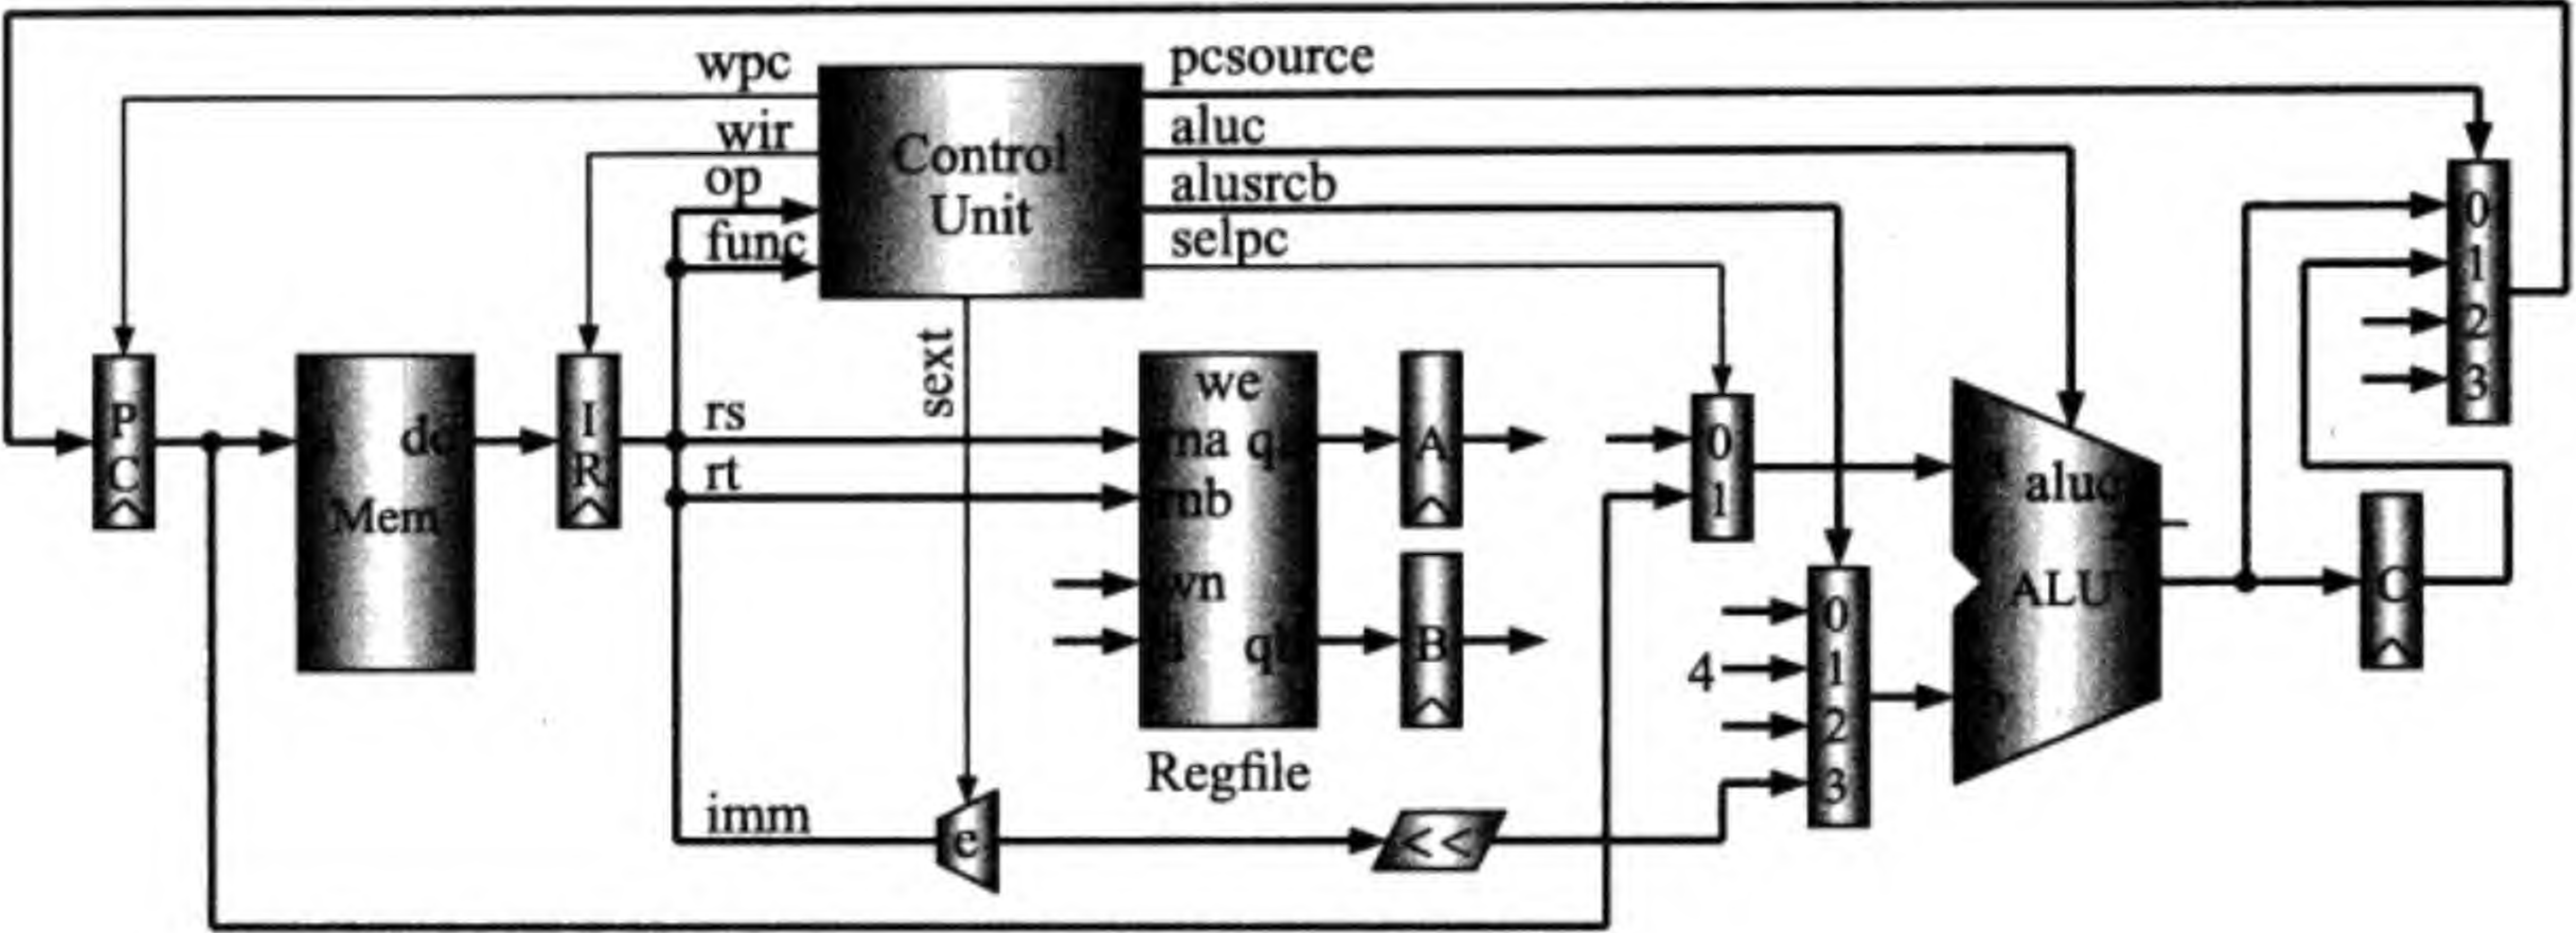 wpc
pcsource
wir
aluc
op
alusrcb
func
selpc
Control
Unit
sext
0
1
2
3
P
C
Mem
I
R
rs
rt
we
wn
A
B
0
1
aluc
ALU
C
0
4
1
2
3
Regfile
imm
e
<<